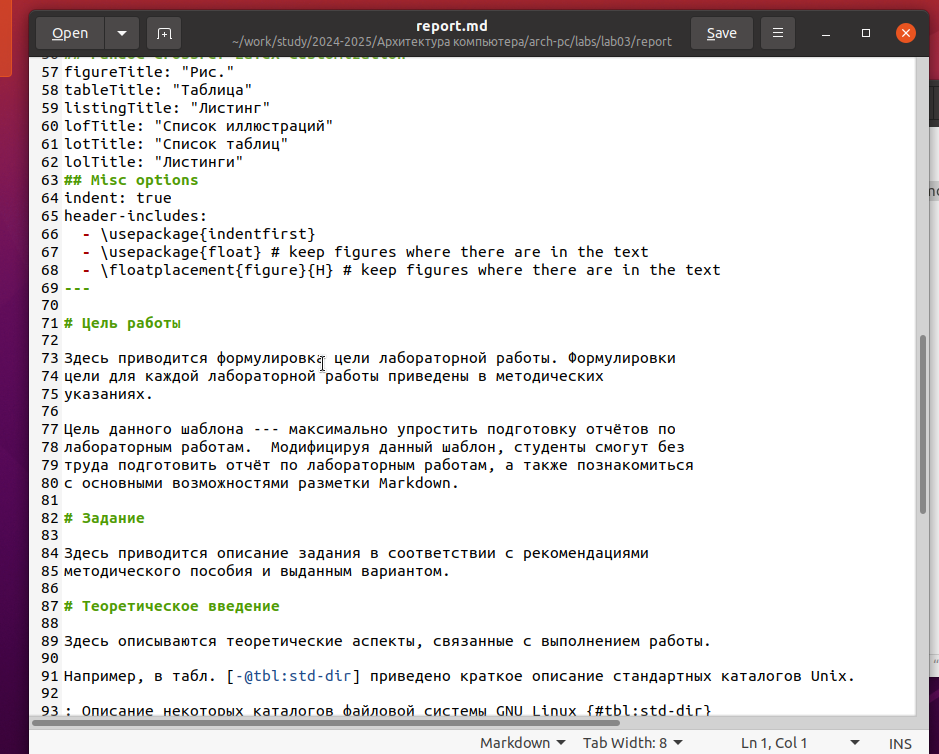 Open
report.md
~/work/study/2024-2025/Архитектура компьютера/arch-pc/labs/lab03/report
Save
57 figureTitle: "Рис."
58 tableTitle: "Таблица"
59 listingTitle: "Листинг"
60 lofTitle: "Список иллюстраций"
61 lotTitle: "Список таблиц"
62 lolTitle: "Листинги"
63 ## Misc options
64 indent: true
65 header-includes:
66   - \usepackage{indentfirst}
67   - \usepackage{float} # keep figures where there are in the text
68   - \floatplacement{figure}{H} # keep figures where there are in the text
69 ---
70
71 # Цель работы
72
73 Здесь приводится формулировка цели лабораторной работы. Формулировки
74 цели для каждой лабораторной работы приведены в методических
75 указаниях.
76
77 Цель данного шаблона --- максимально упростить подготовку отчётов по
78 лабораторным работам.  Модифицируя данный шаблон, студенты смогут без
79 труда подготовить отчёт по лабораторным работам, а также познакомиться
80 с основными возможностями разметки Markdown.
81
82 # Задание
83
84 Здесь приводится описание задания в соответствии с рекомендациями
85 методического пособия и выданным вариантом.
86
87 # Теоретическое введение
88
89 Здесь описываются теоретические аспекты, связанные с выполнением работы.
90
91 Например, в табл. [-@tbl:std-dir] приведено краткое описание стандартных каталогов Unix.
92
93 : Описание некоторых каталогов файловой системы GNU Linux {#tbl:std-dir}
Markdown
Tab Width: 8
Ln 1, Col 1
INS